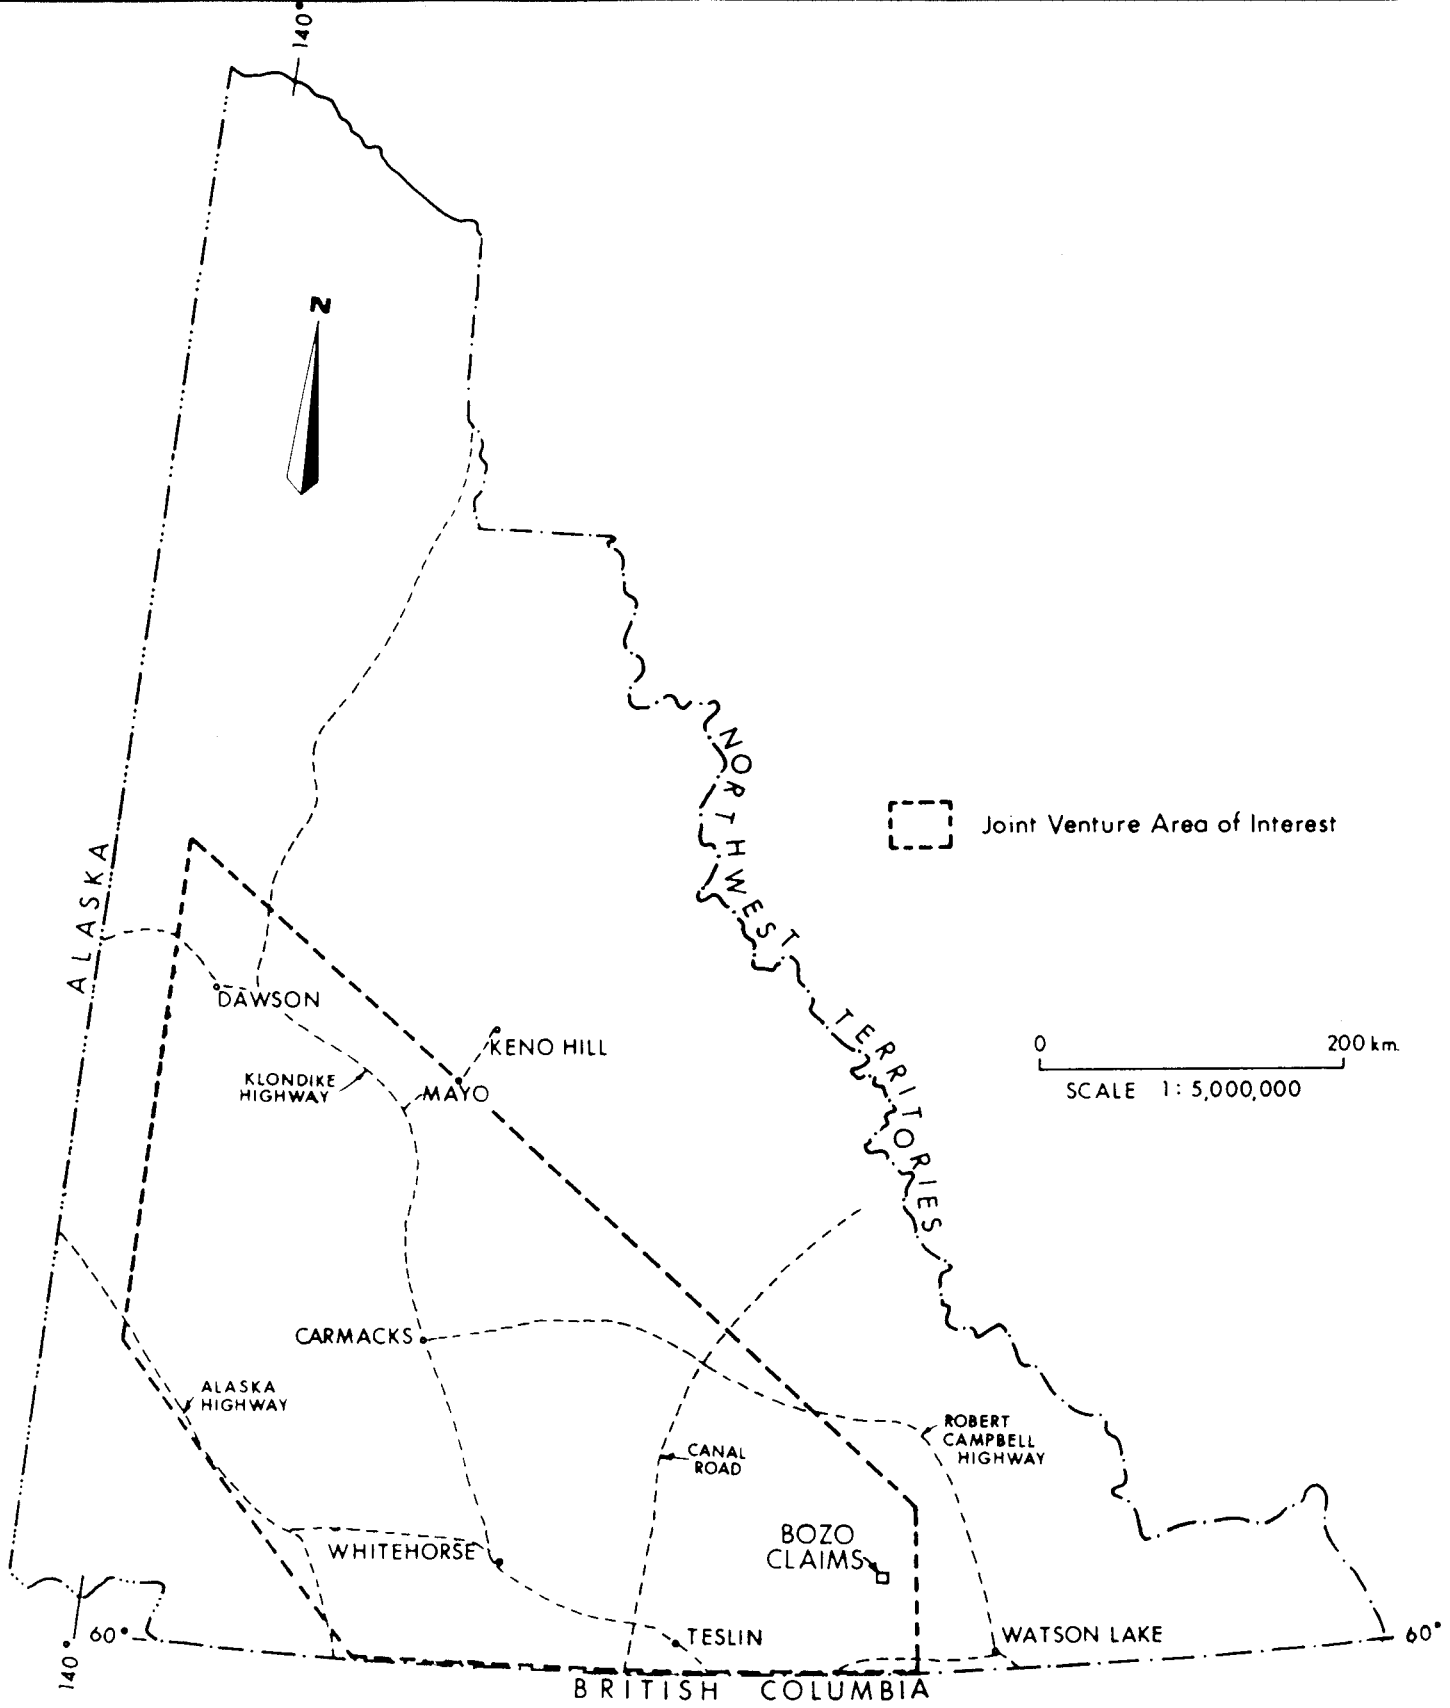 140°
N
NORTHWEST TERRITORIES
Joint Venture Area of Interest
ALASKA
DAWSON
KENO HILL
0 200 km.
SCALE 1: 5,000,000
KLONDIKE
HIGHWAY
MAYO
CARMACKS
ALASKA
HIGHWAY
ROBERT
CAMPBELL
HIGHWAY
CANAL
ROAD
BOZO
CLAIMS
WHITEHORSE
TESLIN
WATSON LAKE
60°
60°
140°
BRITISH COLUMBIA